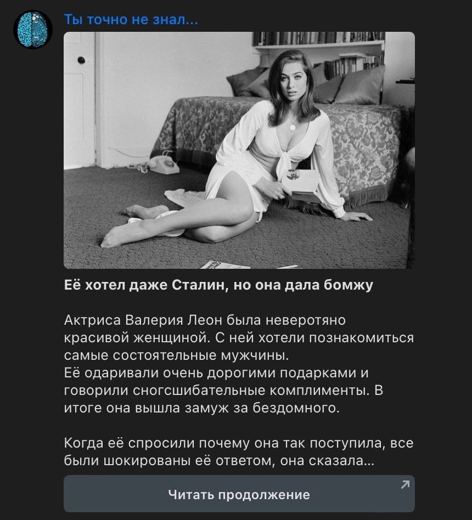 Ты точно не знал...
Её хотел даже Сталин, но она дала бомжу
Актриса Валерия Леон была неверотяно
красивой женщиной. С ней хотели познакомиться
самые состоятельные мужчины.
Её одаривали очень дорогими подарками и
говорили сногсшибательные комплименты. В
итоге она вышла замуж за бездомного.
Когда её спросили почему она так поступила, все
были шокированы её ответом, она сказала...
Читать продолжение